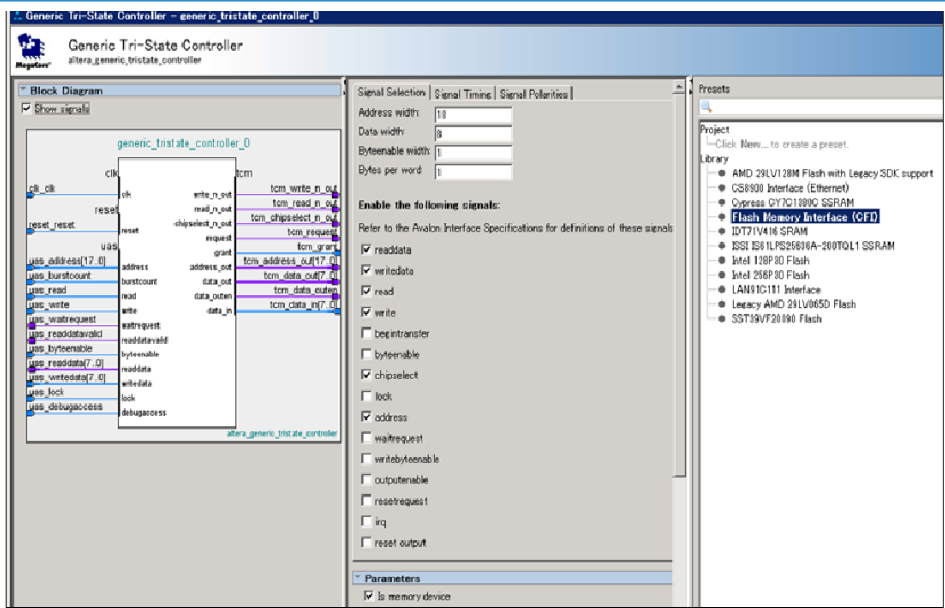 Generic Tri-State Controller - generic_tristate_controller_0
Generic Tri-State Controller
altera_generic_tristate_controller
MegaCore
Block Diagram
Show signals
generic_tristate_controller_0
clk
tcm
clk_clk
clk
write_n_out
tcm_write_n_out
reset
read_n_out
tcm_read_n_out
reset_reset
reset
chipselect_n_out
tcm_chipselect_n_out
request
tcm_request
uas
grant
tcm_grant
uas_address[17..0]
address
address_out
tcm_address_out[17..0]
uas_burstcount
burstcount
data_out
tcm_data_out[7..0]
uas_read
read
data_outen
tcm_data_outen
uas_write
write
data_in
tcm_data_in[7..0]
uas_waitrequest
waitrequest
uas_readdatavalid
readdatavalid
uas_byteenable
byteenable
uas_readdata[7..0]
readdata
uas_writedata[7..0]
writedata
uas_lock
lock
uas_debugaccess
debugaccess
altera_generic_tristate_controller
Signal Selection
Signal Timing
Signal Polarities
Address width: 18
Data width: 8
Byteenable width: 1
Bytes per word: 1
Enable the following signals:
Refer to the Avalon Interface Specifications for definitions of these signals
readdata
writedata
read
write
begintransfer
byteenable
chipselect
lock
address
waitrequest
writebyteenable
outputenable
resetrequest
irq
reset output
Parameters
Is memory device
Presets
Project
Click New... to create a preset.
Library
AMD 29LV128M Flash with Legacy SDK support
CS8900 Interface (Ethernet)
Cypress CY7C1380C SSRAM
Flash Memory Interface (CFI)
IDT71V416 SRAM
ISSI IS61LPS25636A-200TQL1 SSRAM
Intel 128P30 Flash
Intel 256P30 Flash
LAN91C111 Interface
Legacy AMD 29LV065D Flash